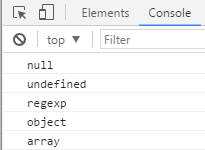 Elements Console
top ▼ Filter
null
undefined
regexp
object
array